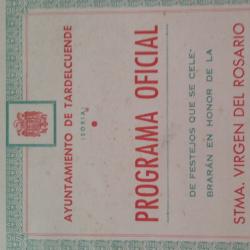 AYUNTAMIENTO DE TARDELCUENDE
(SORIA)
PROGRAMA OFICIAL
DE FESTEJOS QUE SE CELE-
BRARÁN EN HONOR DE LA
STMA. VIRGEN DEL ROSARIO